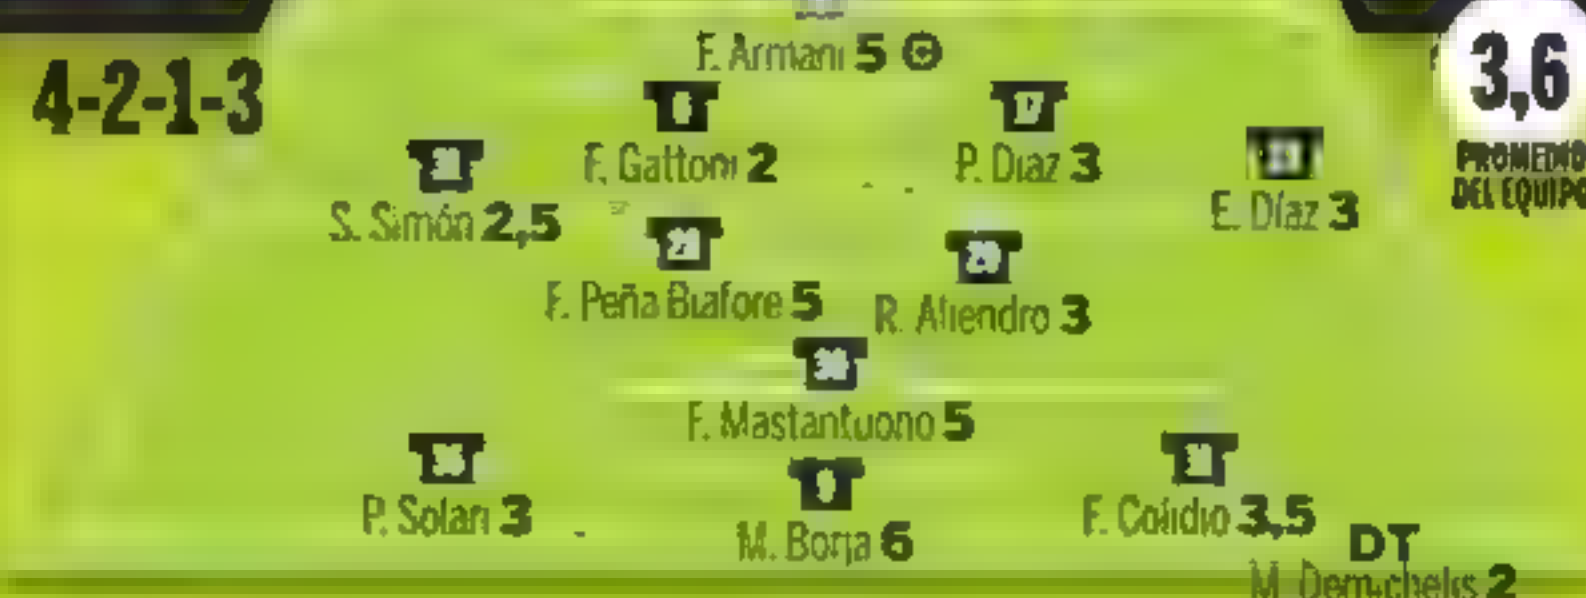 F. Armani 5 ©
4-2-1-3
3,6
PROMEDIO
DEL EQUIPO
F. Gattoni 2
P. Díaz 3
S. Simón 2,5
E. Díaz 3
F. Peña Biafore 5
R. Aliendro 3
F. Mastantuono 5
P. Solari 3
M. Borja 6
F. Colidio 3,5
DT
M. Demichelis 2